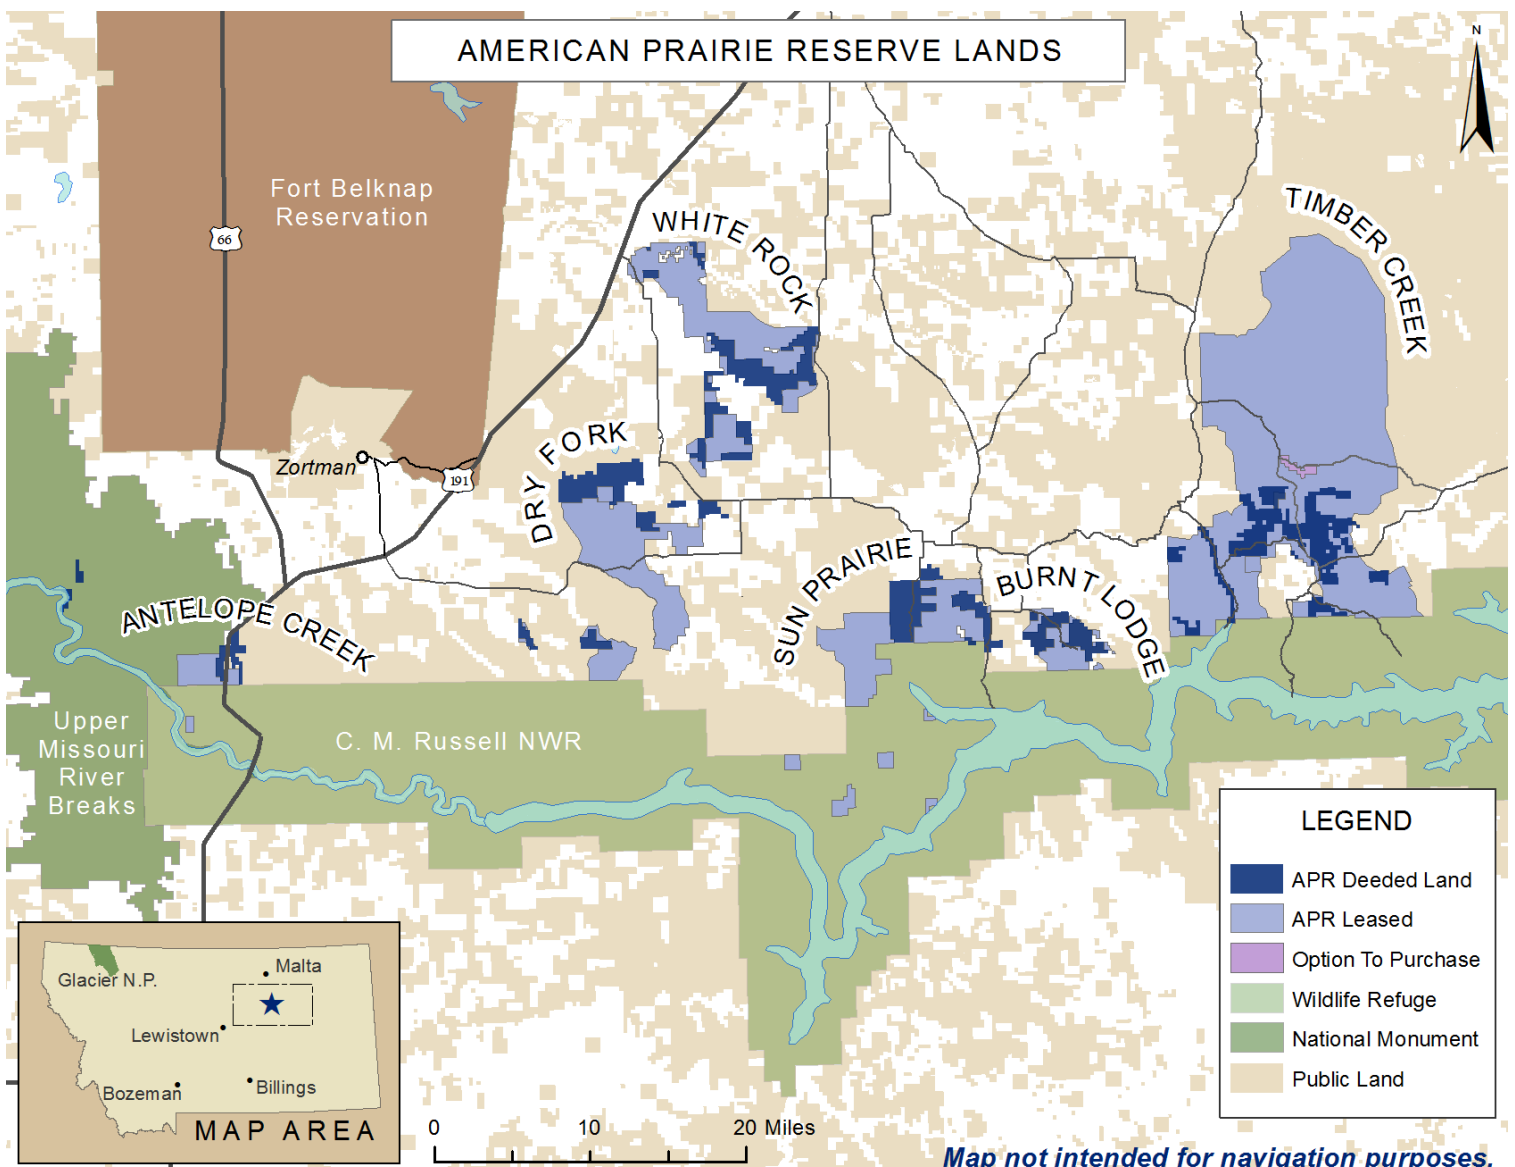 AMERICAN PRAIRIE RESERVE LANDS
N
Fort Belknap
Reservation
66
WHITE ROCK
TIMBER CREEK
DRY FORK
Zortman
191
SUN PRAIRIE
BURNT LODGE
ANTELOPE CREEK
Upper
Missouri
River
Breaks
C. M. Russell NWR
LEGEND
APR Deeded Land
APR Leased
Option To Purchase
Wildlife Refuge
National Monument
Public Land
Glacier N.P.
Malta
Lewistown
Bozeman
Billings
MAP AREA
0 10 20 Miles
Map not intended for navigation purposes.